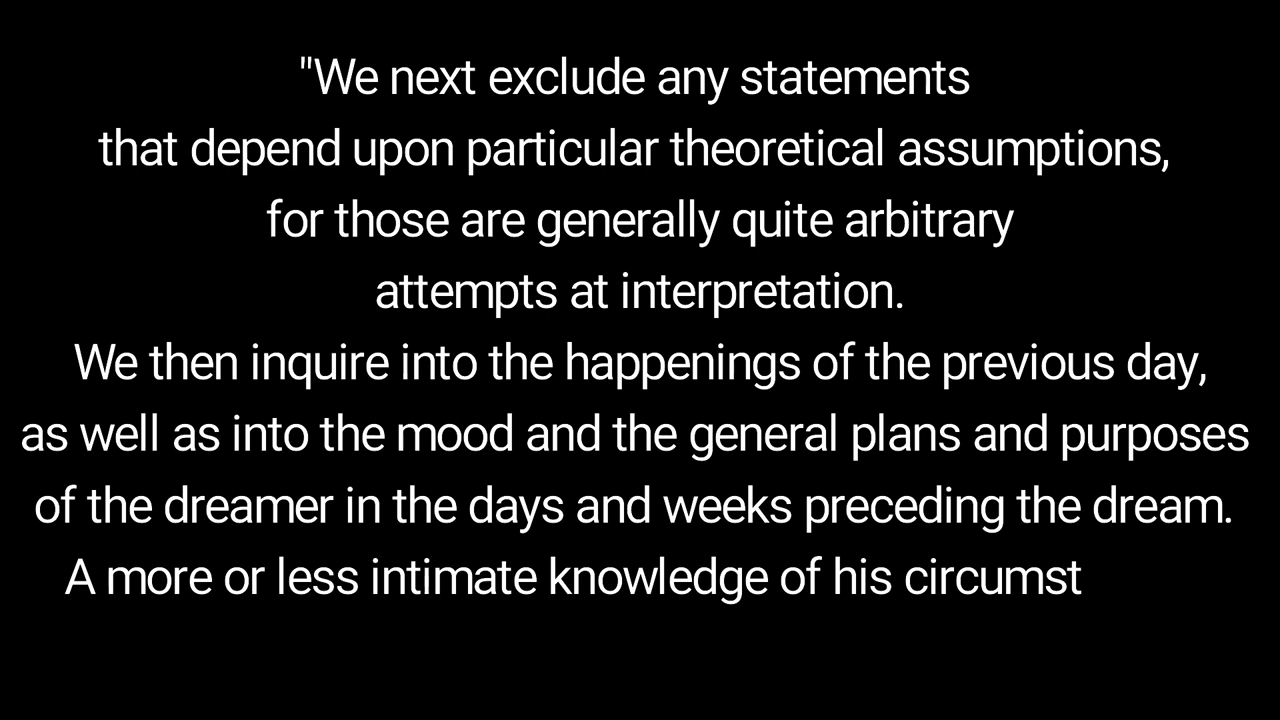 "We next exclude any statements
that depend upon particular theoretical assumptions,
for those are generally quite arbitrary
attempts at interpretation.
We then inquire into the happenings of the previous day,
as well as into the mood and the general plans and purposes
of the dreamer in the days and weeks preceding the dream.
A more or less intimate knowledge of his circumst